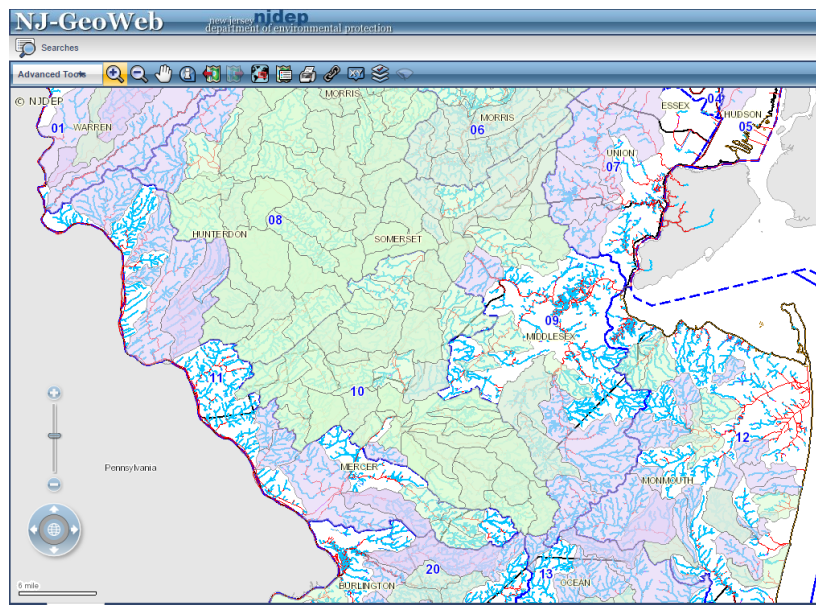 NJ-GeoWeb
new jersey njdep
department of environmental protection
Searches
Advanced Tools
XY
© NJDEP
MORRIS
04
01
WARREN
ESSEX
HUDSON
MORRIS
06
05
UNION
07
08
HUNTERDON
SOMERSET
09
MIDDLESEX
11
10
12
MERCER
Pennsylvania
MONMOUTH
20
13
BURLINGTON
OCEAN
6 mile